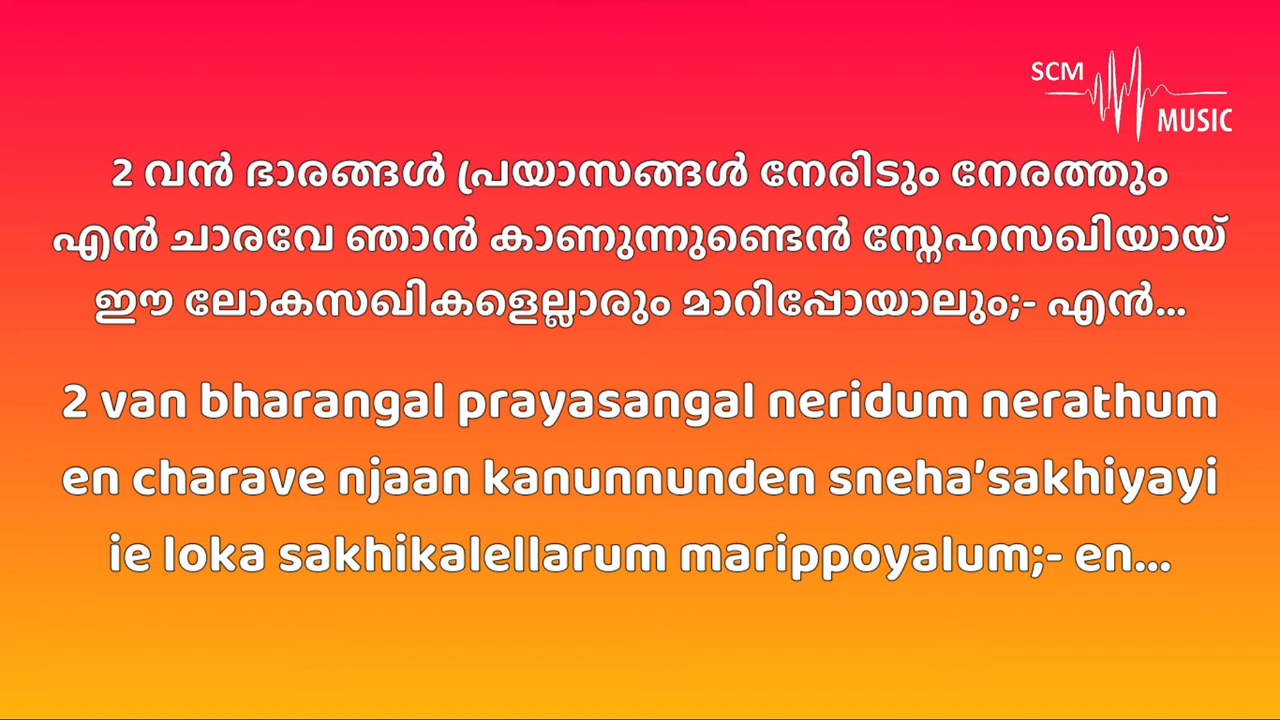 SCM
MUSIC
2 വൻ ഭാരങ്ങൾ പ്രയാസങ്ങൾ നേരിടും നേരത്തും
എൻ ചാരവേ ഞാൻ കാണുന്നുണ്ടെൻ സ്നേഹസഖിയായ്
ഈ ലോകസഖികളെല്ലാരും മാറിപ്പോയാലും;- എൻ...
2 van bharangal prayasangal neridum nerathum
en charave njaan kanunnunden sneha’sakhiyayi
ie loka sakhikalellarum marippoyalum;- en...